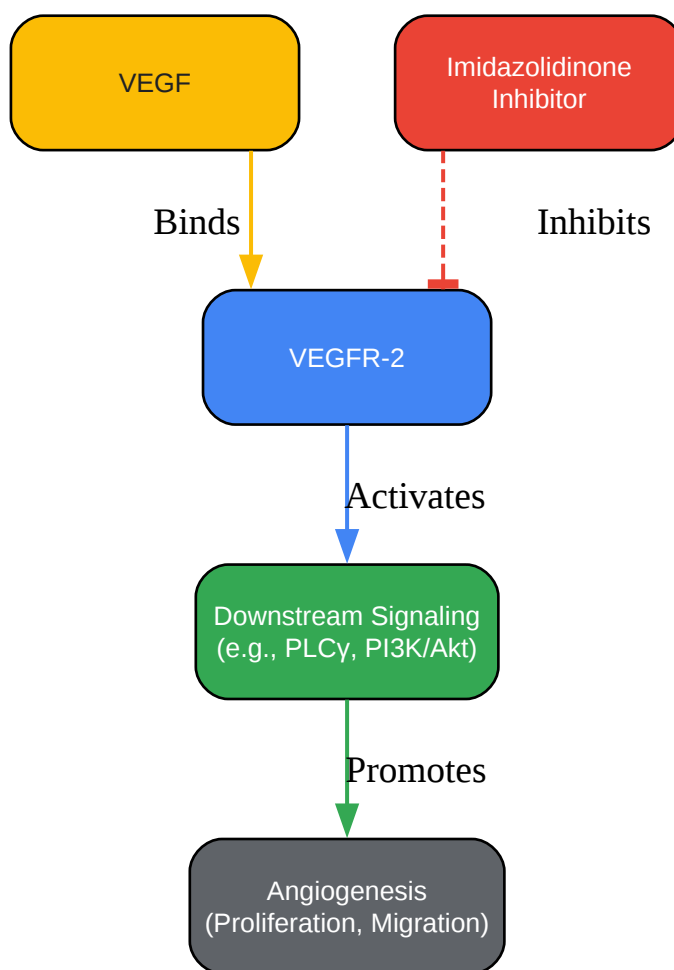 VEGF
Imidazolidinone
Inhibitor
Binds
Inhibits
VEGFR-2
Activates
Downstream Signaling
(e.g., PLCγ, PI3K/Akt)
Promotes
Angiogenesis
(Proliferation, Migration)